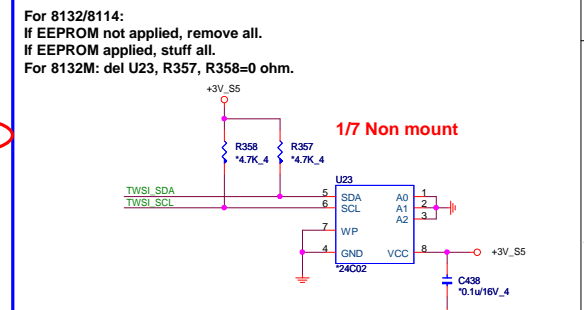 For 8132/8114:
If EEPROM not applied, remove all.
If EEPROM applied, stuff all.
For 8132M: del U23, R357, R358=0 ohm.
+3V_S5
1/7 Non mount
R358
*4.7K_4
R357
*4.7K_4
U23
TWSI_SDA
TWSI_SCL
5
6
7
4
SDA
SCL
WP
GND
A0
A1
A2
VCC
1
2
3
8
*24C02
+3V_S5
C438
*0.1u/16V_4